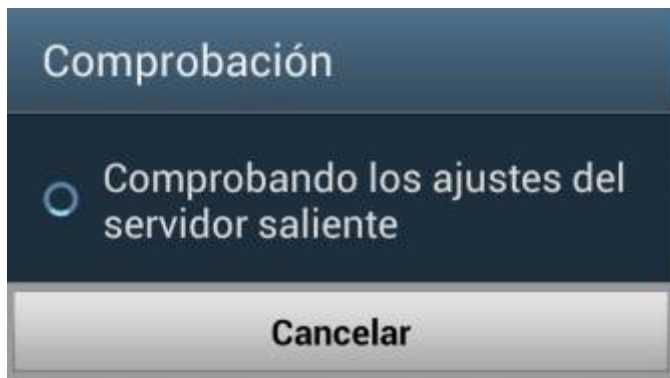 Comprobación
Comprobando los ajustes del
servidor saliente
Cancelar